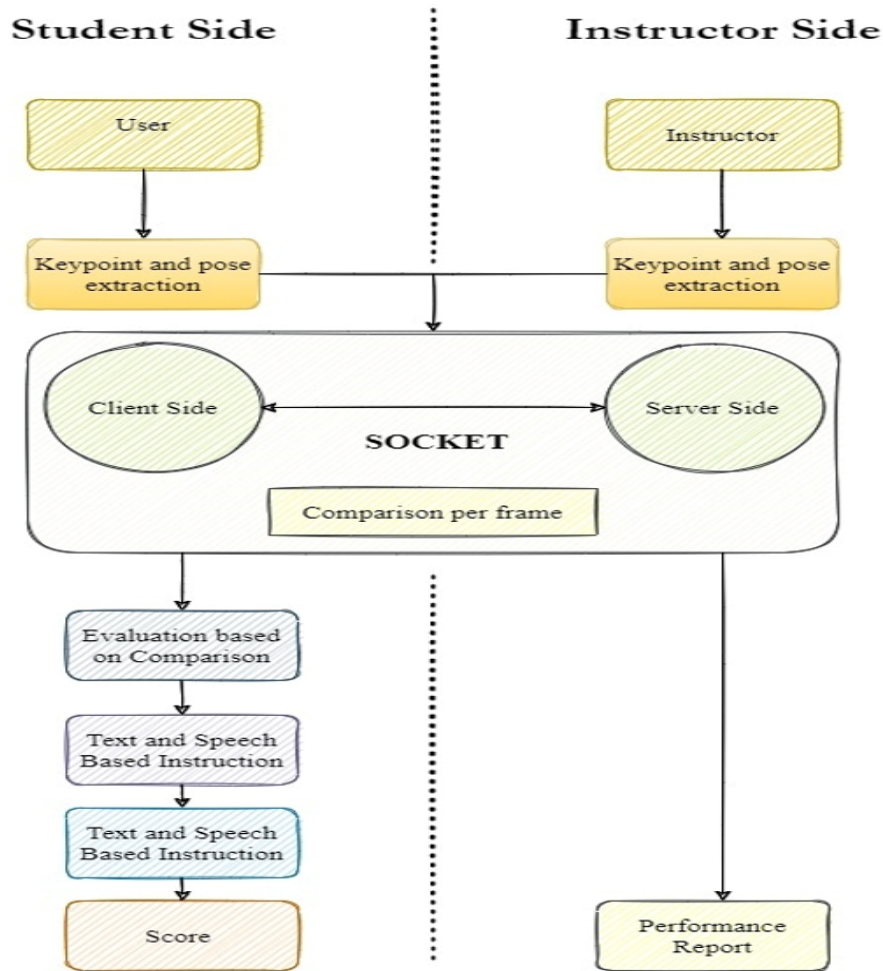 Student Side
Instructor Side
User
Instructor
Keypoint and pose
extraction
Keypoint and pose
extraction
Client Side
Server Side
SOCKET
Comparison per frame
Evaluation based
on Comparison
Text and Speech
Based Instruction
Text and Speech
Based Instruction
Score
Performance
Report